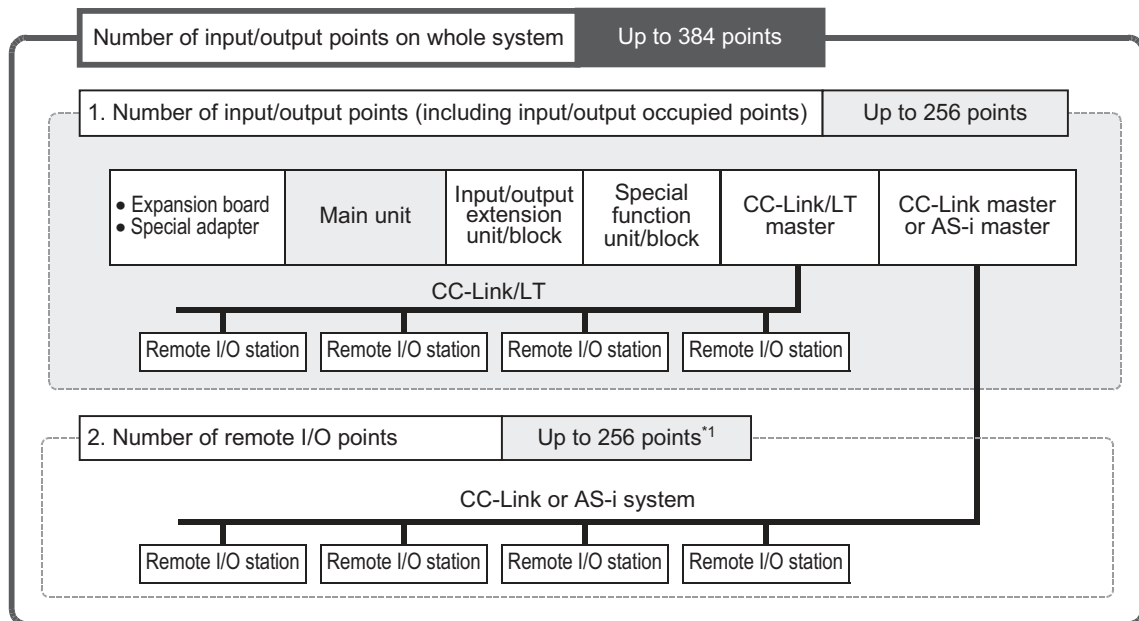 Number of input/output points on whole system
Up to 384 points
1. Number of input/output points (including input/output occupied points)
Up to 256 points
● Expansion board
● Special adapter
Main unit
Input/output
extension
unit/block
Special
function
unit/block
CC-Link/LT
master
CC-Link master
or AS-i master
CC-Link/LT
Remote I/O station
Remote I/O station
Remote I/O station
Remote I/O station
2. Number of remote I/O points
Up to 256 points*1
CC-Link or AS-i system
Remote I/O station
Remote I/O station
Remote I/O station
Remote I/O station